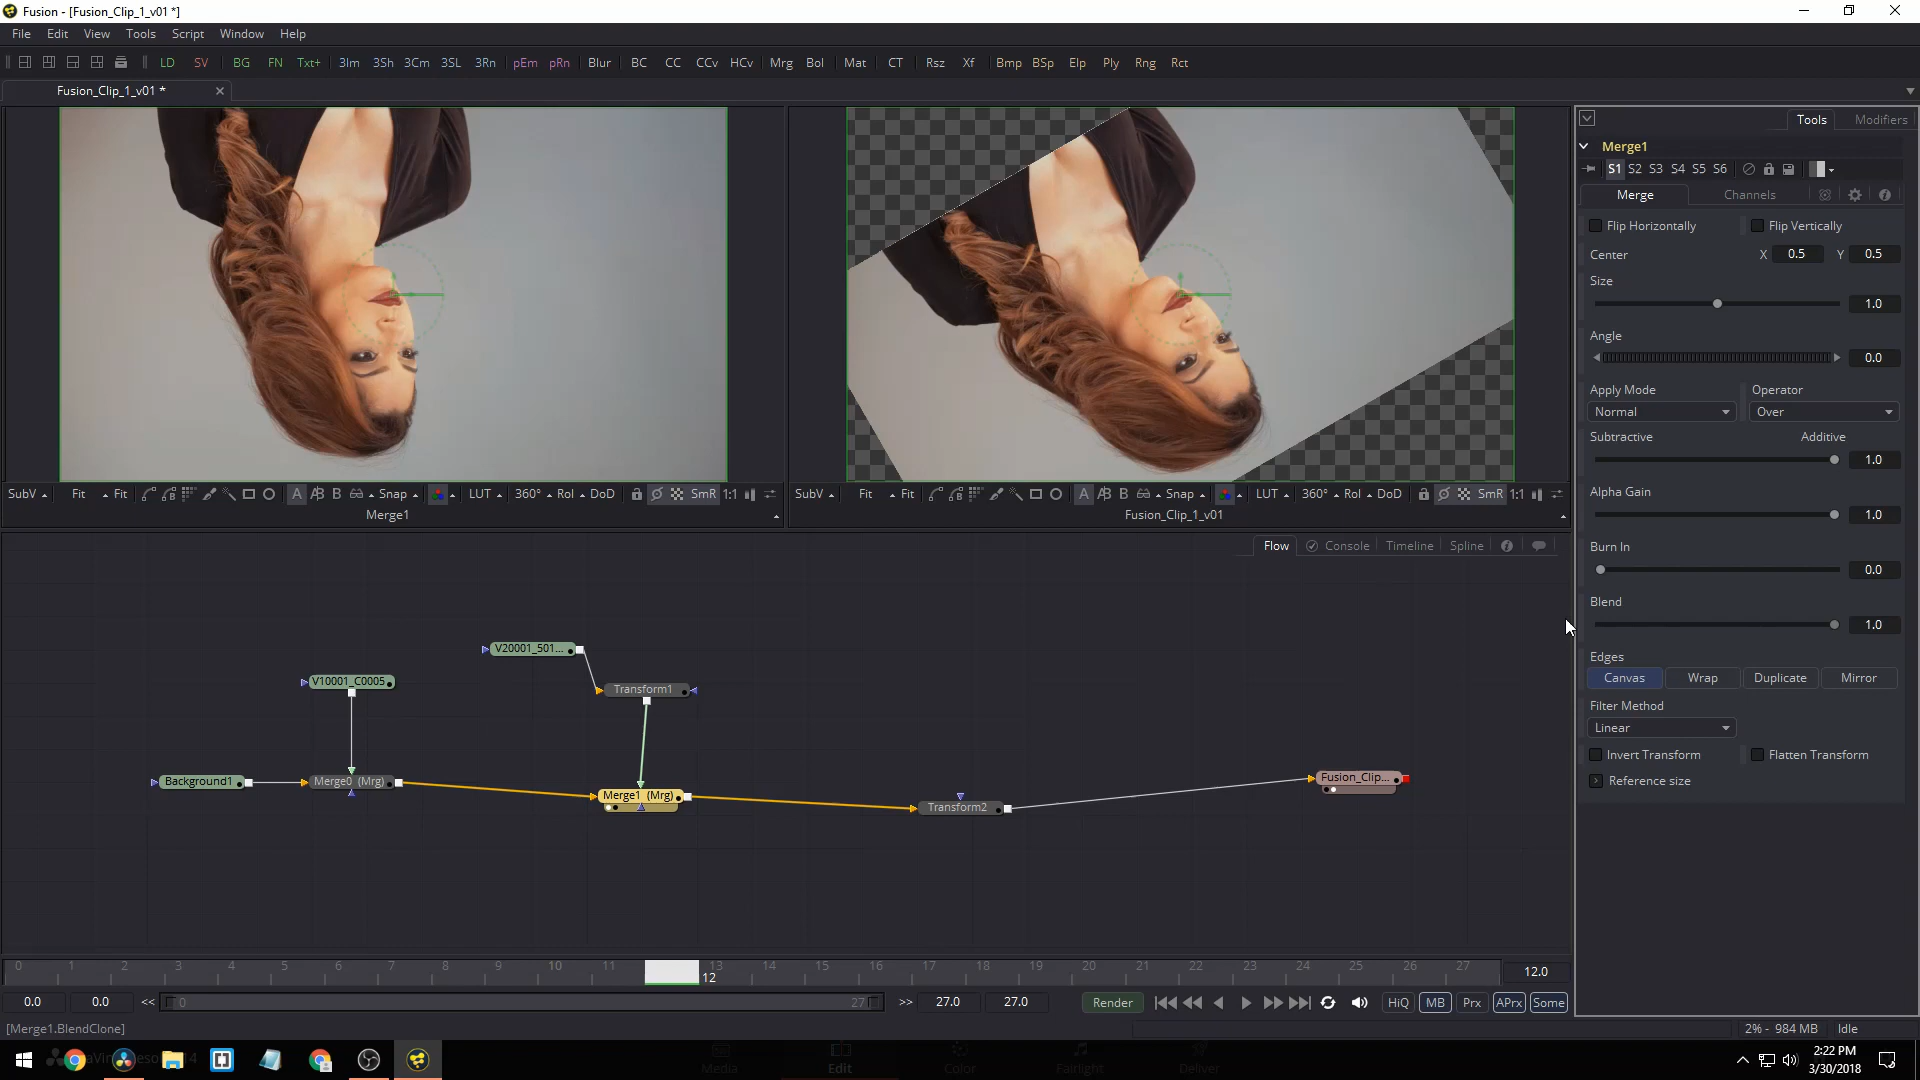 Fusion - [Fusion_Clip_1_v01 *]
File Edit View Tools Script Window Help
LD SV BG FN Txt+ 3Im 3Sh 3Cm 3SL 3Rn pEm pRn Blur BC CC CCv HCv Mrg Bol Mat CT Rsz Xf Bmp BSp Elp Ply Rng Rct
Fusion_Clip_1_v01 *
SubV Fit Fit A B Snap LUT 360° Rol DoD SmR 1:1
Merge1
SubV Fit Fit A B Snap LUT 360° Rol DoD SmR 1:1
Fusion_Clip_1_v01
Tools Modifiers
Merge1
S1 S2 S3 S4 S5 S6
Merge Channels
Flip Horizontally Flip Vertically
Center X 0.5 Y 0.5
Size
1.0
Angle
0.0
Apply Mode Operator
Normal Over
Subtractive Additive
1.0
Alpha Gain
1.0
Burn In
0.0
Blend
1.0
Edges
Canvas Wrap Duplicate Mirror
Filter Method
Linear
Invert Transform Flatten Transform
Reference size
Flow Console Timeline Spline
V20001_501...
V10001_C0005
Transform1
Background1
Merge0 (Mrg)
Merge1 (Mrg)
Transform2
Fusion_Clip...
0 1 2 3 4 5 6 7 8 9 10 11 12 13 14 15 16 17 18 19 20 21 22 23 24 25 26 27 12.0
0.0 0.0 << 0 27 >> 27.0 27.0 Render HiQ MB Prx APrx Some
[Merge1.BlendClone]
2% - 984 MB Idle
Media Edit Color Fairlight Deliver
2:22 PM
3/30/2018